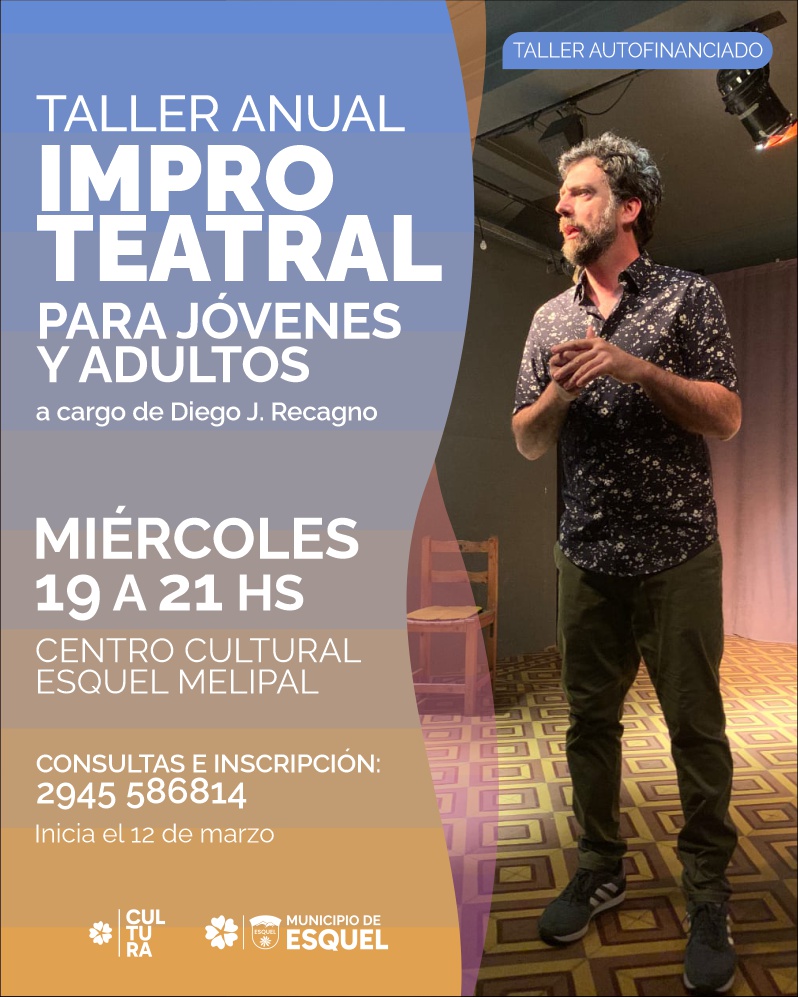 TALLER AUTOFINANCIADO
TALLER ANUAL
IMPRO
TEATRAL
PARA JÓVENES
Y ADULTOS
a cargo de Diego J. Recagno
MIÉRCOLES
19 A 21 HS
CENTRO CULTURAL
ESQUEL MELIPAL
CONSULTAS E INSCRIPCIÓN:
2945 586814
Inicia el 12 de marzo
CUL
TU
RA
ESQUEL
MUNICIPIO DE
ESQUEL